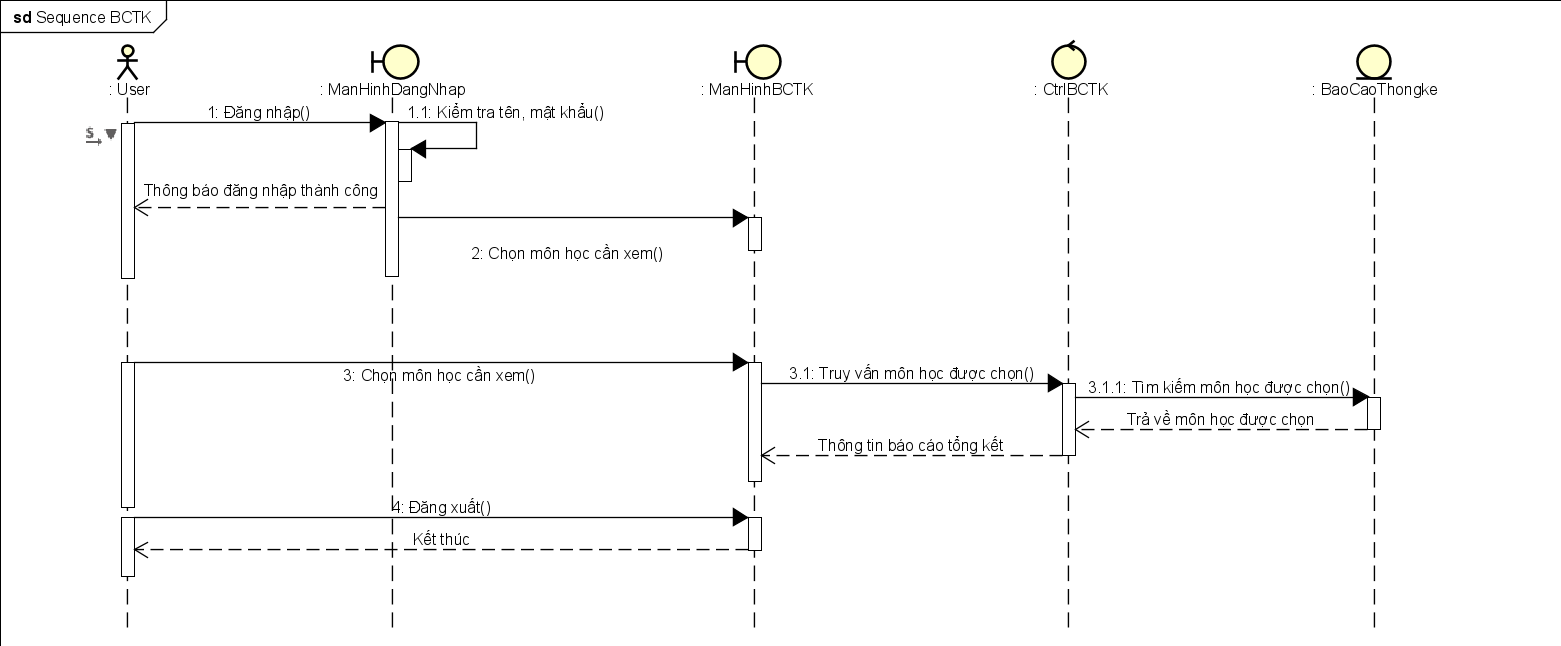 sd Sequence BCTK
: User
: ManHinhDangNhap
: ManHinhBCTK
: CtrlBCTK
: BaoCaoThongke
1: Đăng nhập()
1.1: Kiểm tra tên, mật khẩu()
S
Thông báo đăng nhập thành công
2: Chọn môn học cần xem()
3: Chọn môn học cần xem()
3.1: Truy vấn môn học được chọn()
3.1.1: Tìm kiếm môn học được chọn()
Trả về môn học được chọn
Thông tin báo cáo tổng kết
4: Đăng xuất()
Kết thúc